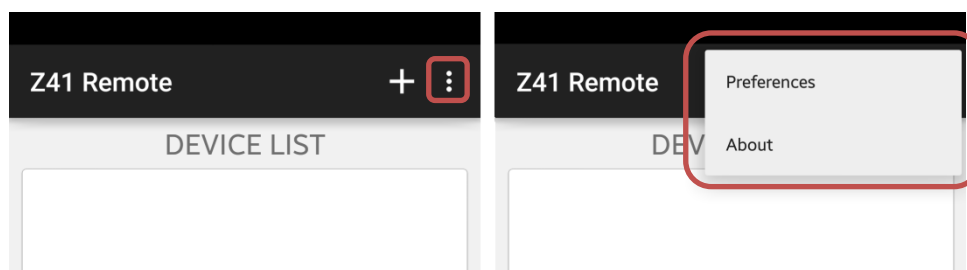 Z41 Remote
DEVICE LIST
Z41 Remote
Preferences
DEV
About